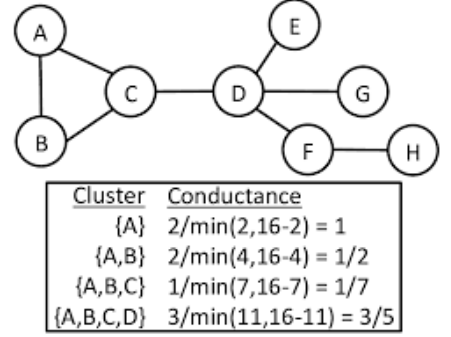 E
A
C
D
G
B
F
H
Cluster Conductance
{A} 2/min(2,16-2) = 1
{A,B} 2/min(4,16-4) = 1/2
{A,B,C} 1/min(7,16-7) = 1/7
{A,B,C,D} 3/min(11,16-11) = 3/5